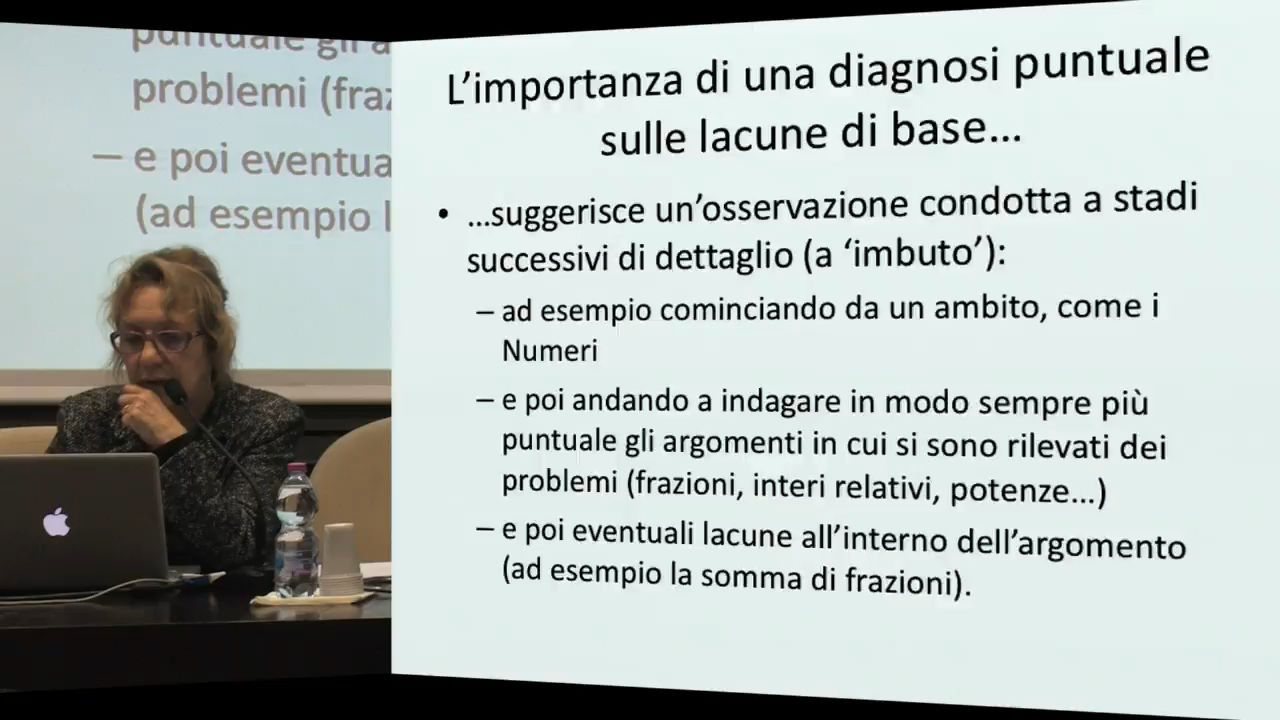 puntuale gli a
problemi (fraz
– e poi eventua
(ad esempio l
L'importanza di una diagnosi puntuale
sulle lacune di base…
• …suggerisce un'osservazione condotta a stadi
successivi di dettaglio (a 'imbuto'):
– ad esempio cominciando da un ambito, come i
Numeri
– e poi andando a indagare in modo sempre più
puntuale gli argomenti in cui si sono rilevati dei
problemi (frazioni, interi relativi, potenze…)
– e poi eventuali lacune all'interno dell'argomento
(ad esempio la somma di frazioni).